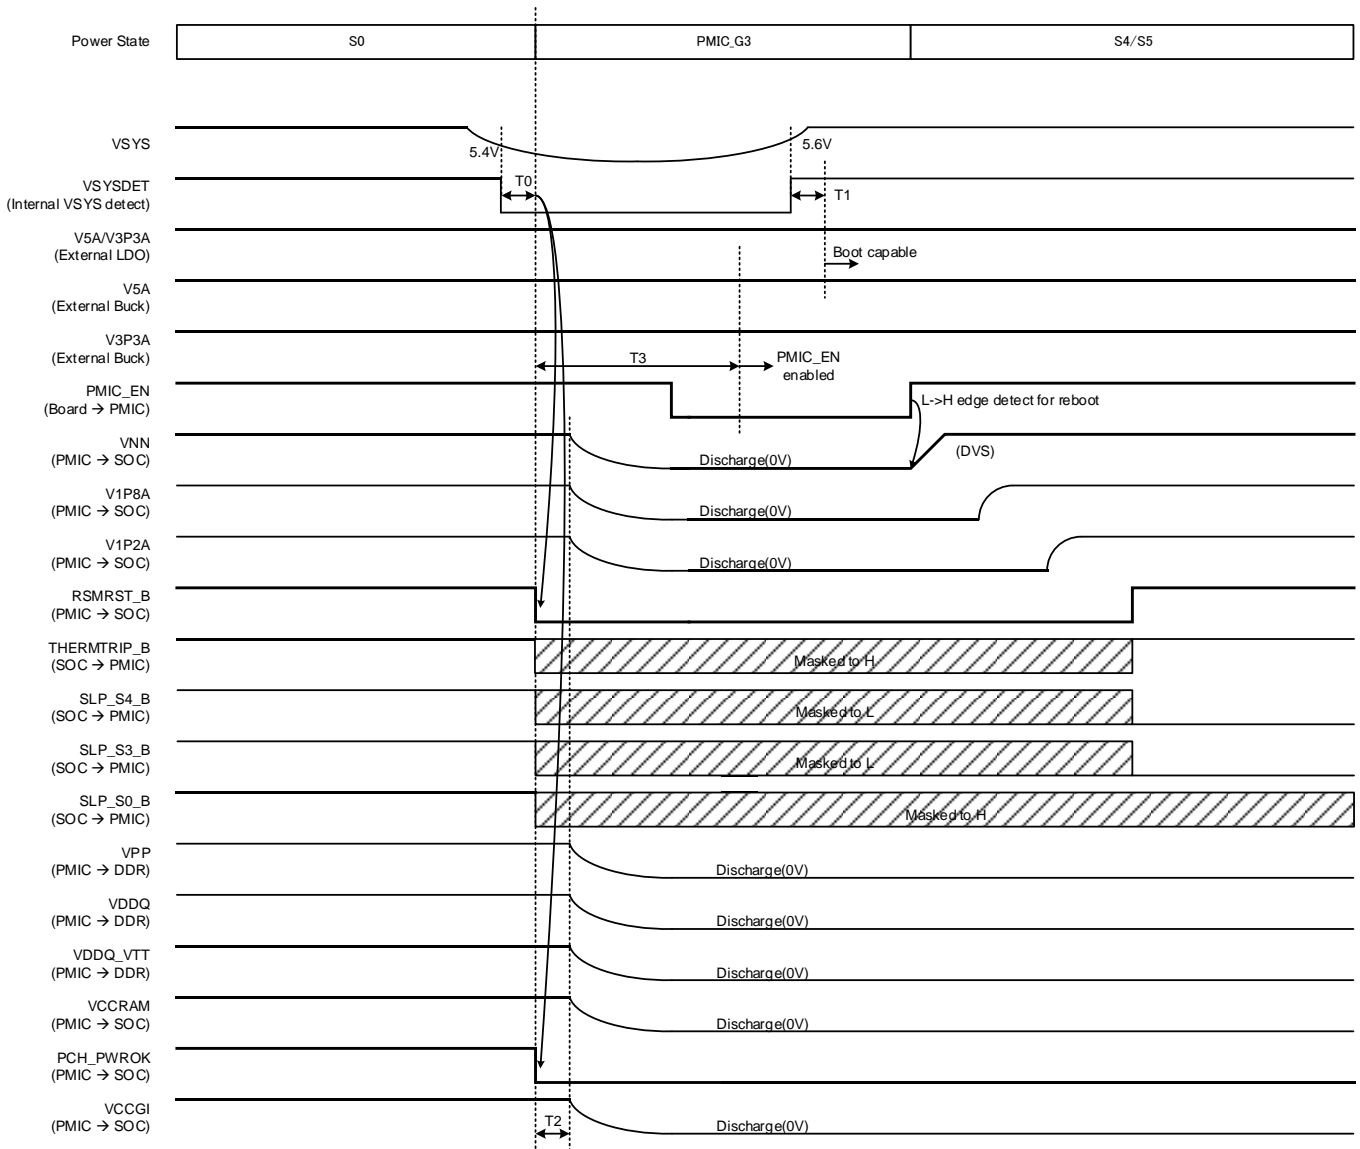 Power State
S0
PMIC_G3
S4/S5
VSYS
5.4V
5.6V
VSYSDET
(Internal VSYS detect)
T0
T1
V5A/V3P3A
(External LDO)
Boot capable
V5A
(External Buck)
V3P3A
(External Buck)
T3
PMIC_EN
enabled
PMIC_EN
(Board → PMIC)
L->H edge detect for reboot
VNN
(PMIC → SOC)
Discharge(0V)
(DVS)
V1P8A
(PMIC → SOC)
Discharge(0V)
V1P2A
(PMIC → SOC)
Discharge(0V)
RSMRST_B
(PMIC → SOC)
THERMTRIP_B
(SOC → PMIC)
Masked to H
SLP_S4_B
(SOC → PMIC)
Masked to L
SLP_S3_B
(SOC → PMIC)
Masked to L
SLP_S0_B
(SOC → PMIC)
Masked to H
VPP
(PMIC → DDR)
Discharge(0V)
VDDQ
(PMIC → DDR)
Discharge(0V)
VDDQ_VTT
(PMIC → DDR)
Discharge(0V)
VCCRAM
(PMIC → SOC)
Discharge(0V)
PCH_PWROK
(PMIC → SOC)
VCCGI
(PMIC → SOC)
T2
Discharge(0V)